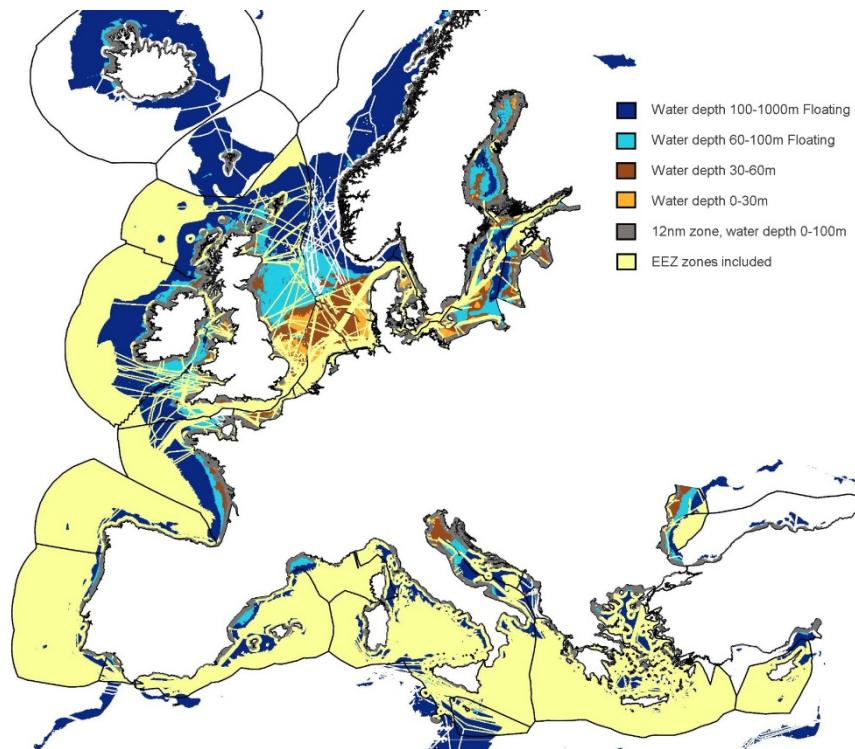 Water depth 100-1000m Floating
Water depth 60-100m Floating
Water depth 30-60m
Water depth 0-30m
12nm zone, water depth 0-100m
EEZ zones included